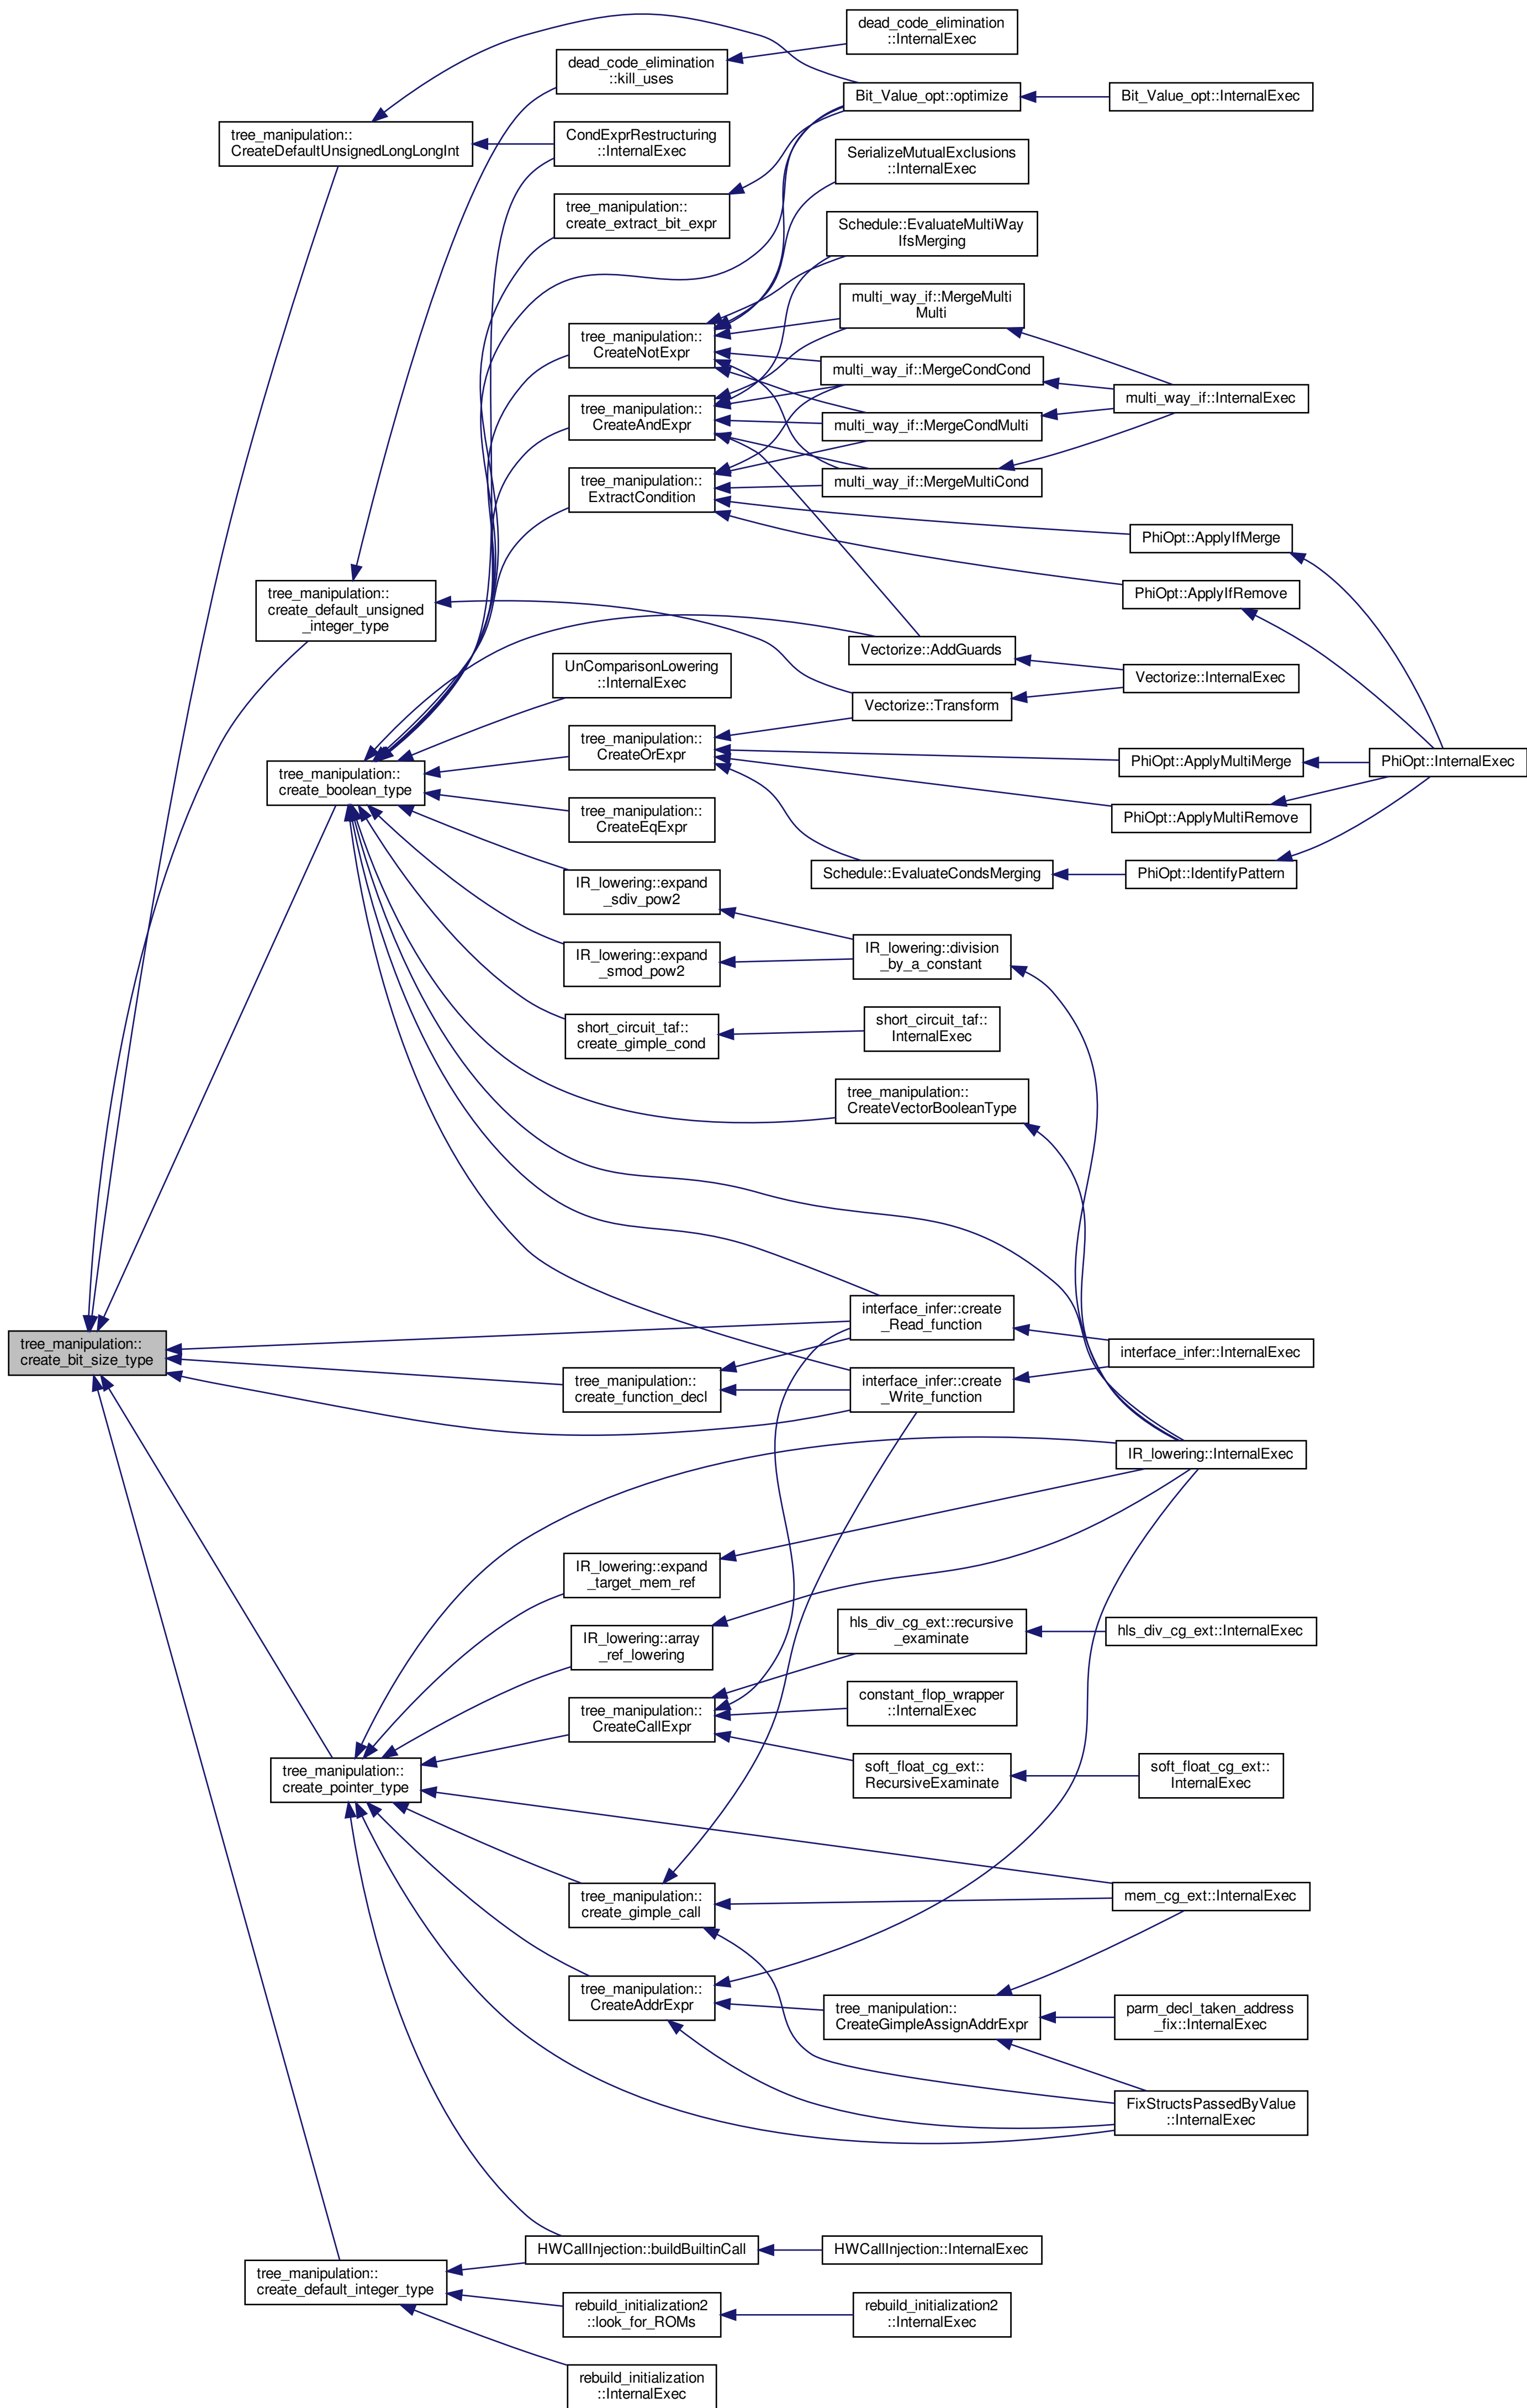 dead_code_elimination
::InternalExec
dead_code_elimination
::kill_uses
Bit_Value_opt::optimize
Bit_Value_opt::InternalExec
tree_manipulation::
CreateDefaultUnsignedLongLongInt
CondExprRestructuring
::InternalExec
SerializeMutualExclusions
::InternalExec
tree_manipulation::
create_extract_bit_expr
Schedule::EvaluateMultiWay
IfsMerging
multi_way_if::MergeMulti
Multi
tree_manipulation::
CreateNotExpr
multi_way_if::MergeCondCond
multi_way_if::InternalExec
tree_manipulation::
CreateAndExpr
multi_way_if::MergeCondMulti
tree_manipulation::
ExtractCondition
multi_way_if::MergeMultiCond
PhiOpt::ApplyIfMerge
tree_manipulation::
create_default_unsigned
_integer_type
PhiOpt::ApplyIfRemove
Vectorize::AddGuards
UnComparisonLowering
::InternalExec
Vectorize::InternalExec
Vectorize::Transform
tree_manipulation::
CreateOrExpr
PhiOpt::ApplyMultiMerge
PhiOpt::InternalExec
tree_manipulation::
create_boolean_type
tree_manipulation::
CreateEqExpr
PhiOpt::ApplyMultiRemove
IR_lowering::expand
_sdiv_pow2
Schedule::EvaluateCondsMerging
PhiOpt::IdentifyPattern
IR_lowering::expand
_smod_pow2
IR_lowering::division
_by_a_constant
short_circuit_taf::
create_gimple_cond
short_circuit_taf::
InternalExec
tree_manipulation::
CreateVectorBooleanType
interface_infer::create
_Read_function
tree_manipulation::
create_bit_size_type
interface_infer::InternalExec
tree_manipulation::
create_function_decl
interface_infer::create
_Write_function
IR_lowering::InternalExec
IR_lowering::expand
_target_mem_ref
IR_lowering::array
_ref_lowering
hls_div_cg_ext::recursive
_examinate
hls_div_cg_ext::InternalExec
tree_manipulation::
CreateCallExpr
constant_flop_wrapper
::InternalExec
tree_manipulation::
create_pointer_type
soft_float_cg_ext::
RecursiveExaminate
soft_float_cg_ext::
InternalExec
tree_manipulation::
create_gimple_call
mem_cg_ext::InternalExec
tree_manipulation::
CreateAddrExpr
tree_manipulation::
CreateGimpleAssignAddrExpr
parm_decl_taken_address
_fix::InternalExec
FixStructsPassedByValue
::InternalExec
HWCallInjection::buildBuiltinCall
HWCallInjection::InternalExec
tree_manipulation::
create_default_integer_type
rebuild_initialization2
::look_for_ROMs
rebuild_initialization2
::InternalExec
rebuild_initialization
::InternalExec